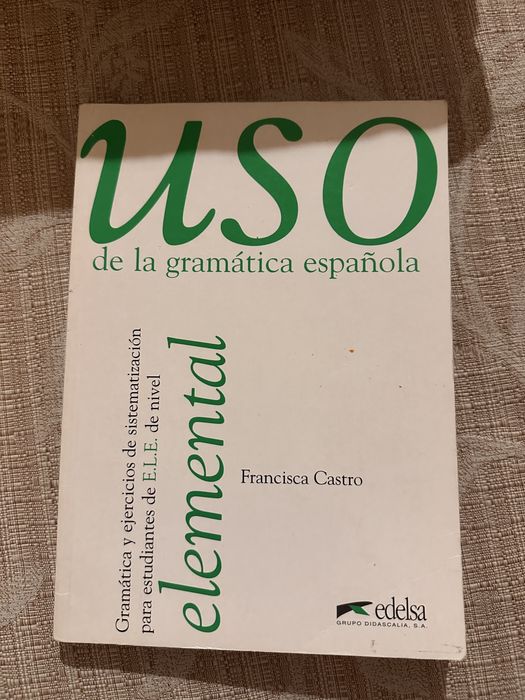 uso
de la gramática española
Gramática y ejercicios de sistematización
para estudiantes de E.L.E. de nivel
elemental
Francisca Castro
edelsa
GRUPO DIDASCALIA, S.A.